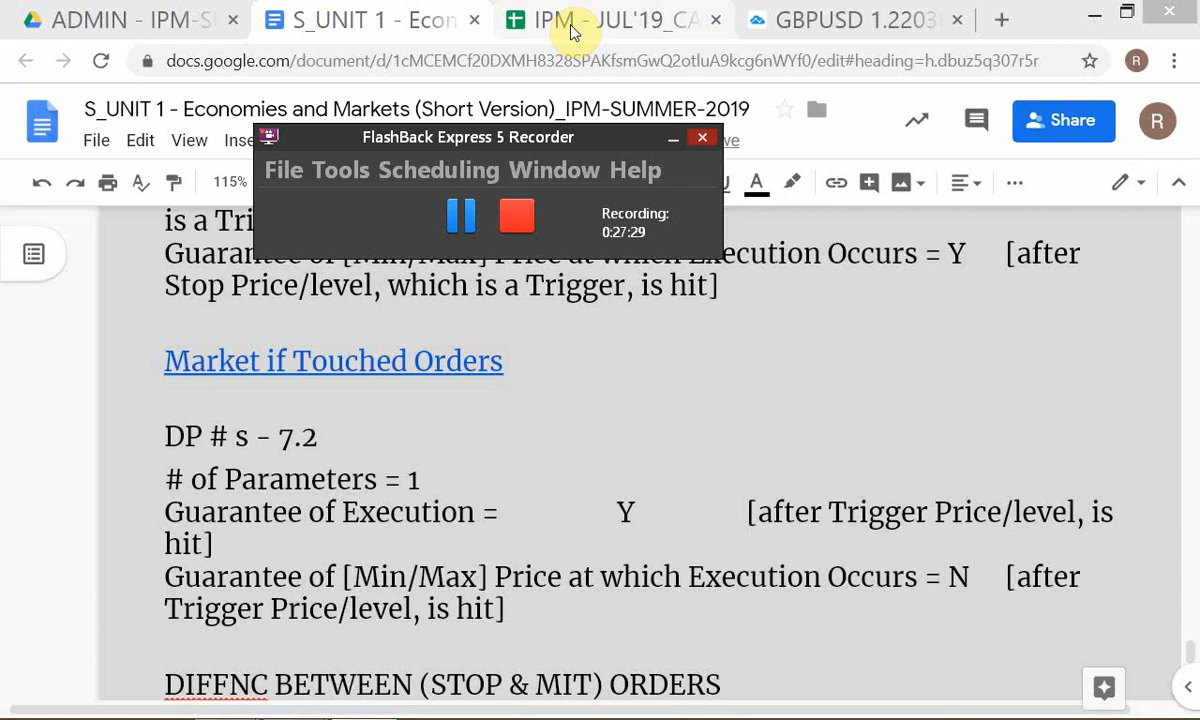 ADMIN - IPM-S
S_UNIT 1 - Econ
IPM - JUL'19_CA
GBPUSD 1.2203
docs.google.com/document/d/1cMCEMCf20DXMH8328SPAKfsmGwQ2otluA9kcg6nWYf0/edit#heading=h.dbuz5q307r5r
R
S_UNIT 1 - Economies and Markets (Short Version)_IPM-SUMMER-2019
File Edit View Inse
Share
R
115%
FlashBack Express 5 Recorder
File Tools Scheduling Window Help
Recording:
0:27:29
is a Tri
Guarantee of [Min/Max] Price at which Execution Occurs = Y [after
Stop Price/level, which is a Trigger, is hit]
Market if Touched Orders
DP # s - 7.2
# of Parameters = 1
Guarantee of Execution = Y [after Trigger Price/level, is
hit]
Guarantee of [Min/Max] Price at which Execution Occurs = N [after
Trigger Price/level, is hit]
DIFFNC BETWEEN (STOP & MIT) ORDERS